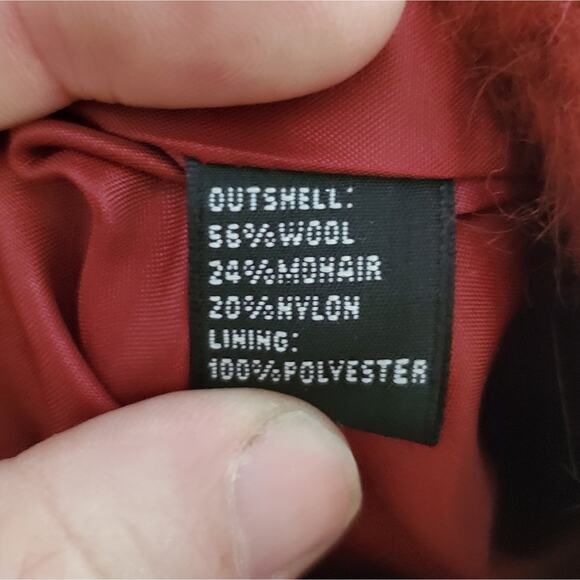 OUTSHELL:
56%WOOL
24%MOHAIR
20%NYLON
LINING:
100%POLYESTER